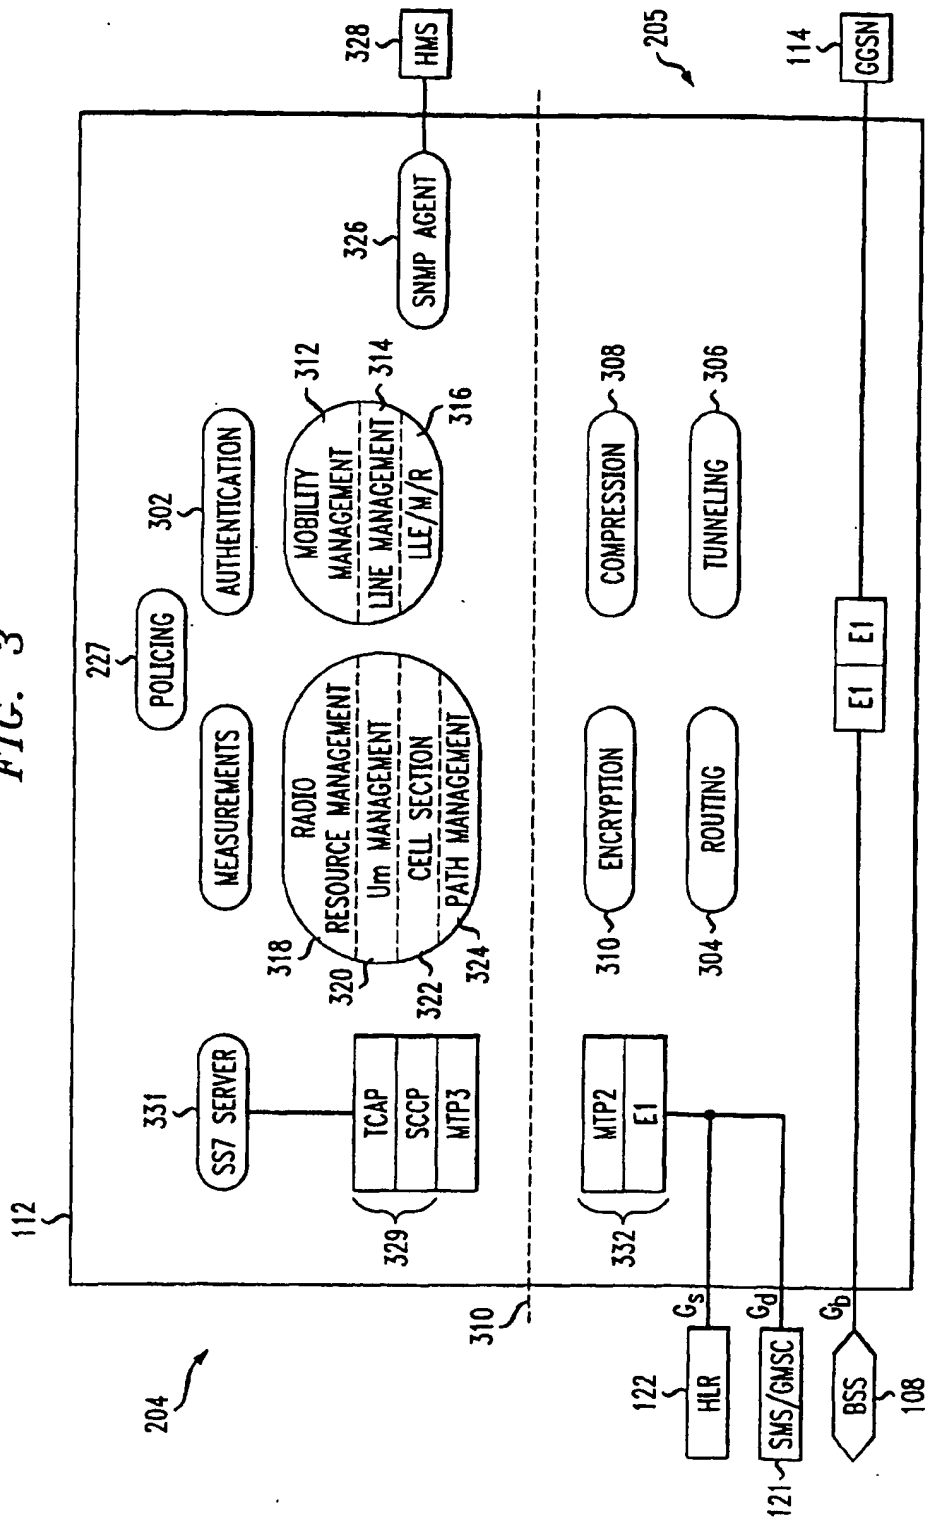 FIG. 3
112
204
205
331
SS7 SERVER
MEASUREMENTS
227
POLICING
302
AUTHENTICATION
TCAP
SCCP
MTP3
329
RADIO
RESOURCE MANAGEMENT
Um MANAGEMENT
CELL SECTION
PATH MANAGEMENT
318
320
322
324
MOBILITY
MANAGEMENT
LINE MANAGEMENT
LLE/M/R
312
314
316
326
SNMP AGENT
328
HMS
310
MTP2
E1
332
ENCRYPTION
310
COMPRESSION
308
ROUTING
304
TUNNELING
306
122
HLR
Gs
121
SMS/GMSC
Gd
BSS
108
Gb
E1
E1
114
GGSN